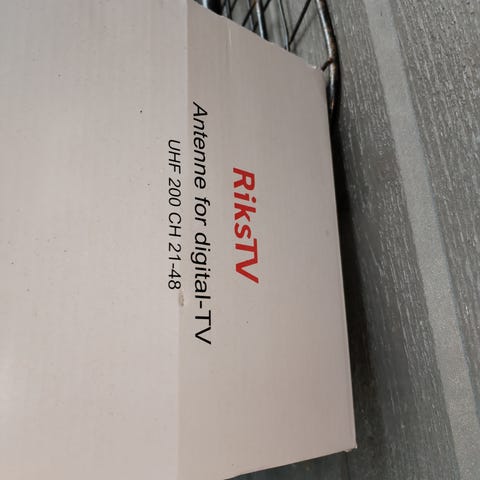 RiksTV
Antenne for digital-TV
UHF 200 CH 21-48